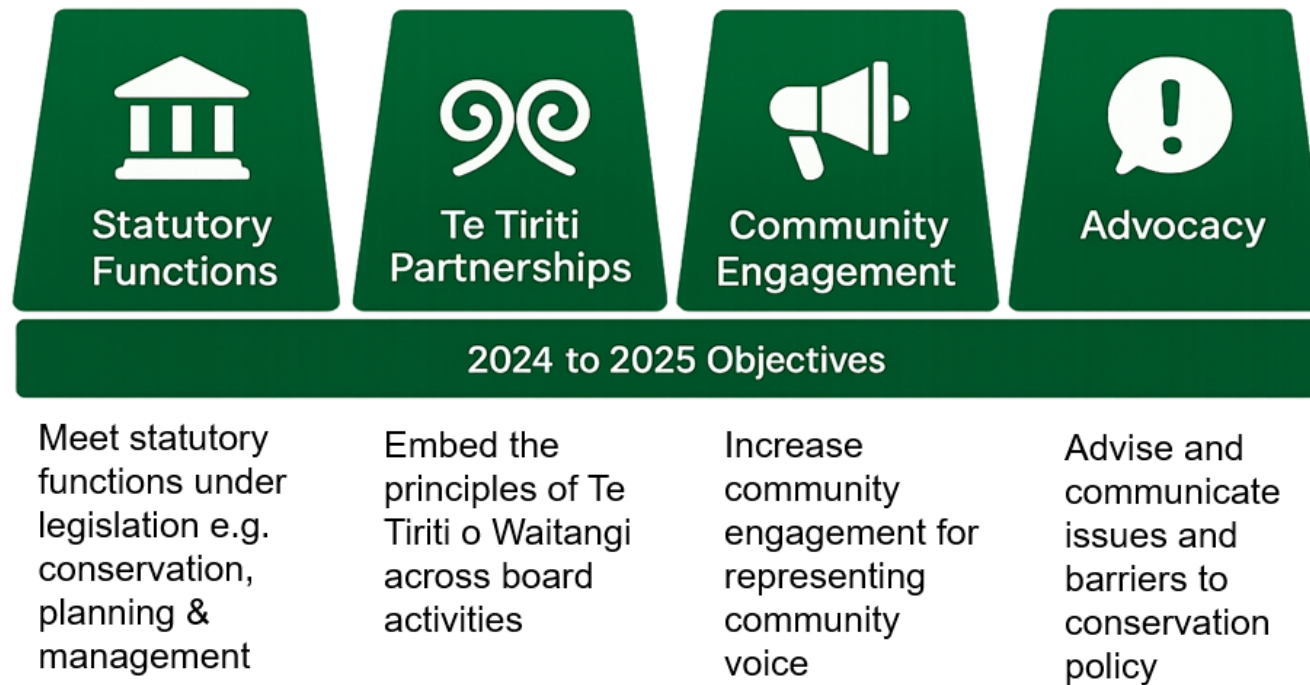 Statutory
Functions
Te Tiriti
Partnerships
Community
Engagement
Advocacy
2024 to 2025 Objectives
Meet statutory
functions under
legislation e.g.
conservation,
planning &
management
Embed the
principles of Te
Tiriti o Waitangi
across board
activities
Increase
community
engagement for
representing
community
voice
Advise and
communicate
issues and
barriers to
conservation
policy